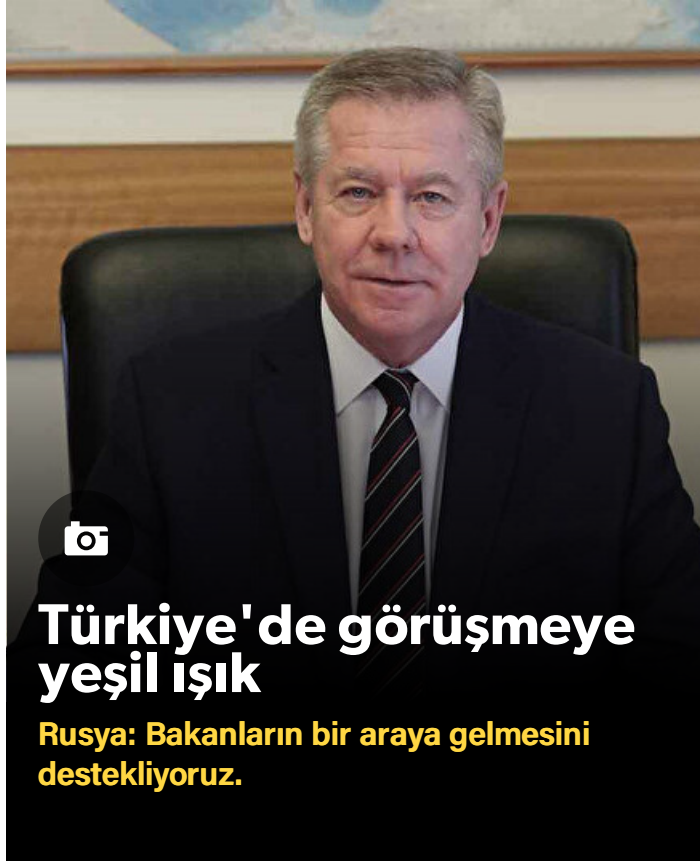 Türkiye'de görüşmeye
yeşil ışık
Rusya: Bakanların bir araya gelmesini
destekliyoruz.